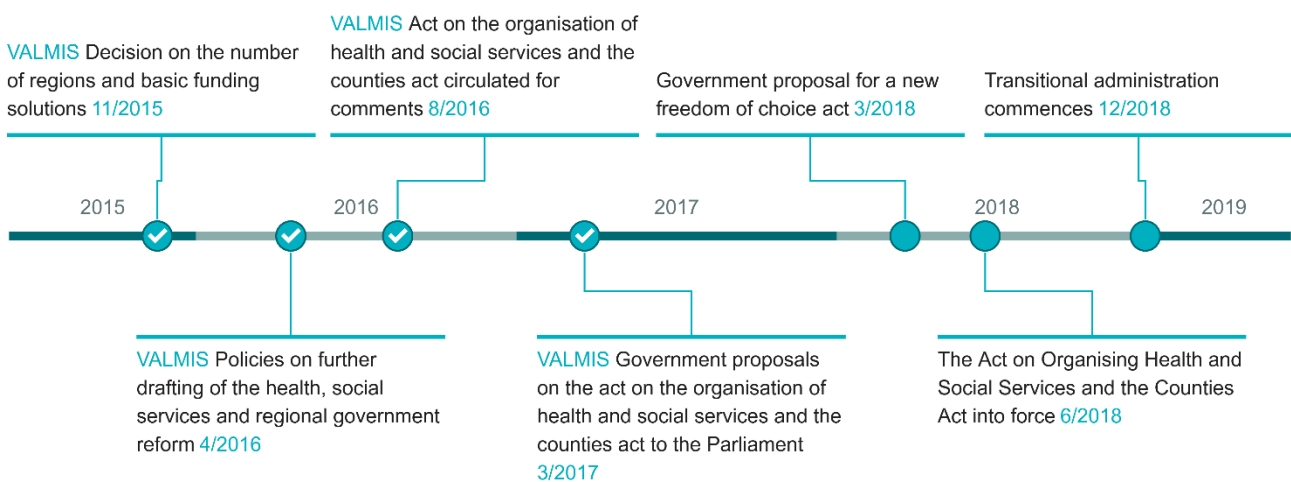 VALMIS Decision on the number
of regions and basic funding
solutions 11/2015
VALMIS Act on the organisation of
health and social services and the
counties act circulated for
comments 8/2016
Government proposal for a new
freedom of choice act 3/2018
Transitional administration
commences 12/2018
2015
2016
2017
2018
2019
VALMIS Policies on further
drafting of the health, social
services and regional government
reform 4/2016
VALMIS Government proposals
on the act on the organisation of
health and social services and the
counties act to the Parliament
3/2017
The Act on Organising Health and
Social Services and the Counties
Act into force 6/2018